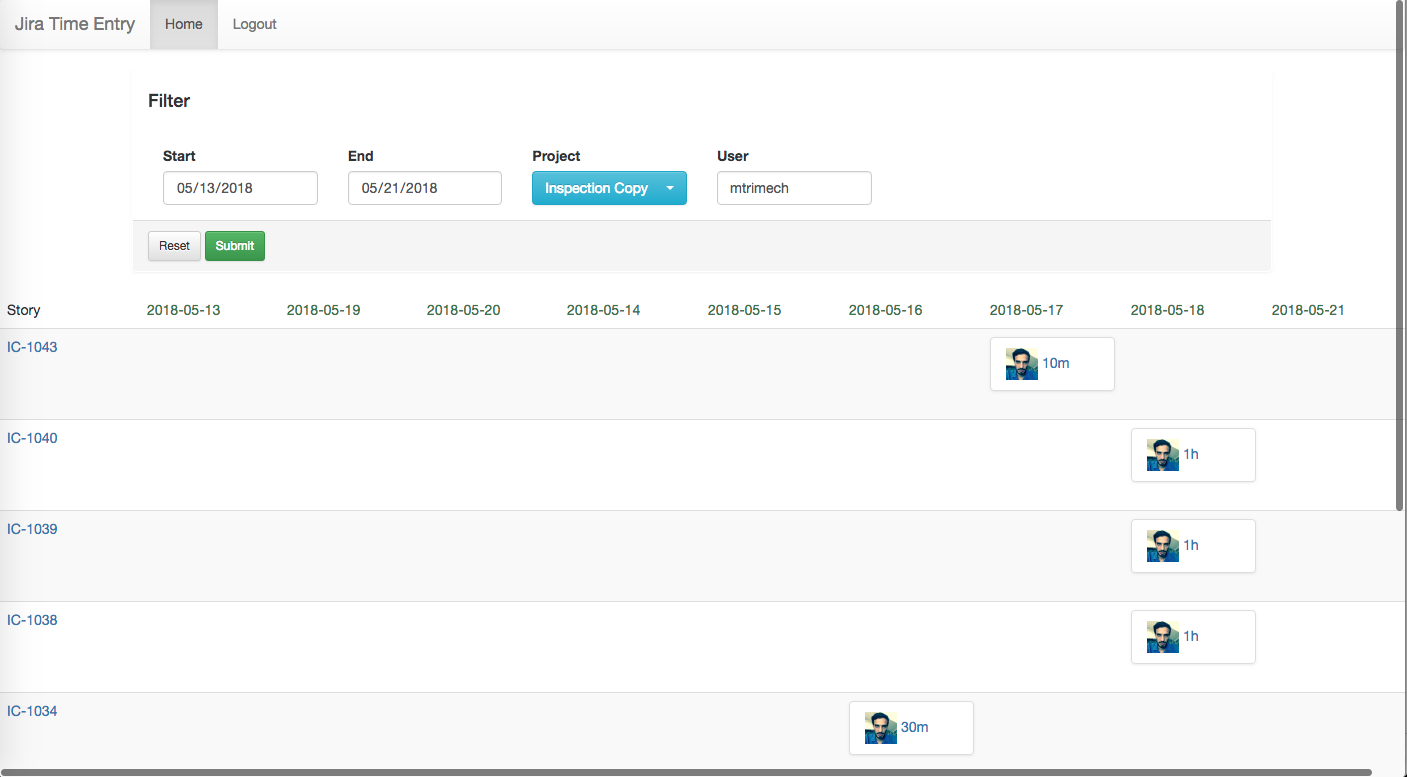 Jira Time Entry Home Logout
Filter
Start End Project User
05/13/2018 05/21/2018 Inspection Copy mtrimech
Reset Submit
Story 2018-05-13 2018-05-19 2018-05-20 2018-05-14 2018-05-15 2018-05-16 2018-05-17 2018-05-18 2018-05-21
IC-1043
10m
IC-1040
1h
IC-1039
1h
IC-1038
1h
IC-1034
30m